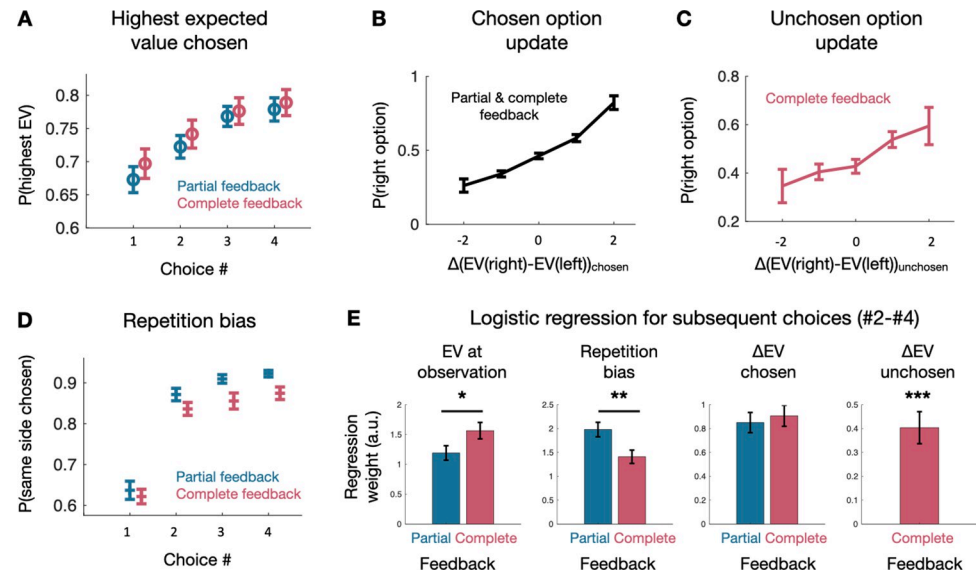 A
Highest expected
value chosen
P(highest EV)
0.8
0.75
0.7
0.65
0.6
Partial feedback
Complete feedback
1 2 3 4
Choice #
B
Chosen option
update
P(right option)
1
0.5
0
Partial & complete
feedback
-2 0 2
Δ(EV(right)-EV(left))chosen
C
Unchosen option
update
P(right option)
0.8
0.6
0.4
0.2
Complete feedback
-2 0 2
Δ(EV(right)-EV(left))unchosen
D
Repetition bias
P(same side chosen)
0.9
0.8
0.7
0.6
Partial feedback
Complete feedback
1 2 3 4
Choice #
E
Logistic regression for subsequent choices (#2-#4)
Regression
weight (a.u.)
EV at
observation
*
2
1.5
1
0.5
0
Partial Complete
Feedback
Repetition
bias
**
2.5
2
1.5
1
0.5
0
Partial Complete
Feedback
ΔEV
chosen
1
0.8
0.6
0.4
0.2
0
Partial Complete
Feedback
ΔEV
unchosen
***
0.5
0.4
0.3
0.2
0.1
0
Complete
Feedback